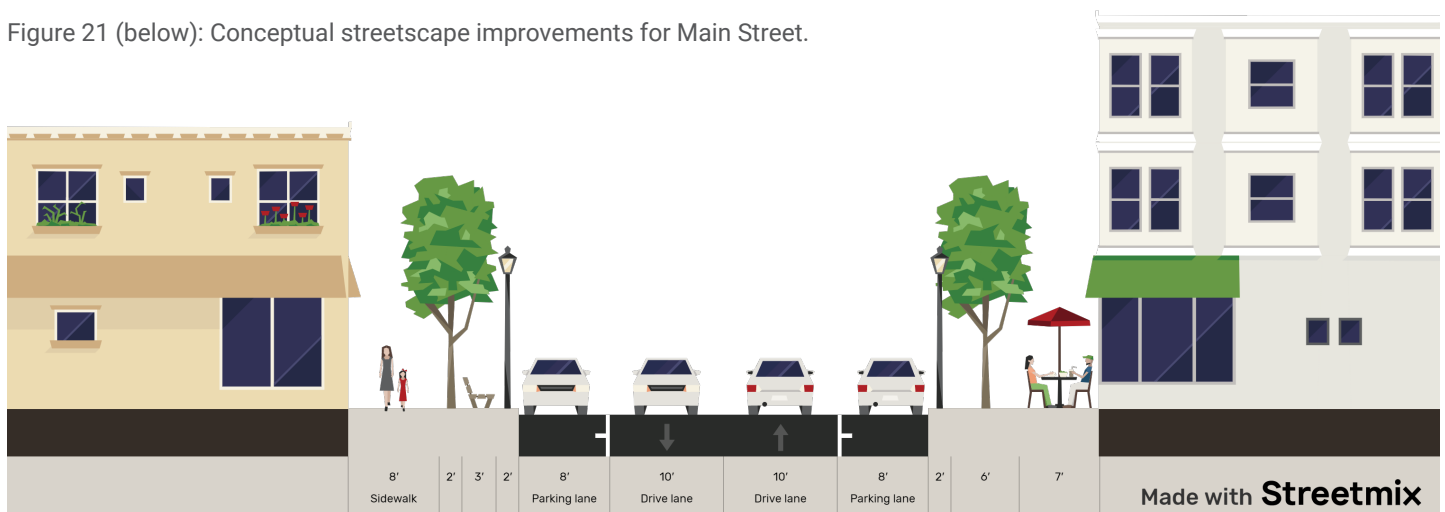 Figure 21 (below): Conceptual streetscape improvements for Main Street.
8’ 2’ 3’ 2’ 8’ 10’ 10’ 8’ 2’ 6’ 7’
Sidewalk Parking lane Drive lane Drive lane Parking lane
Made with Streetmix